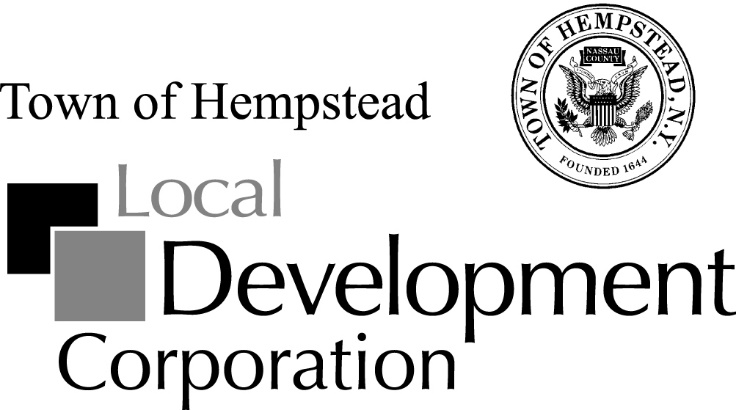 TOWN OF HEMPSTEAD, N.Y.
NASSAU
COUNTY
FOUNDED 1644
Town of Hempstead
Local
Development
Corporation